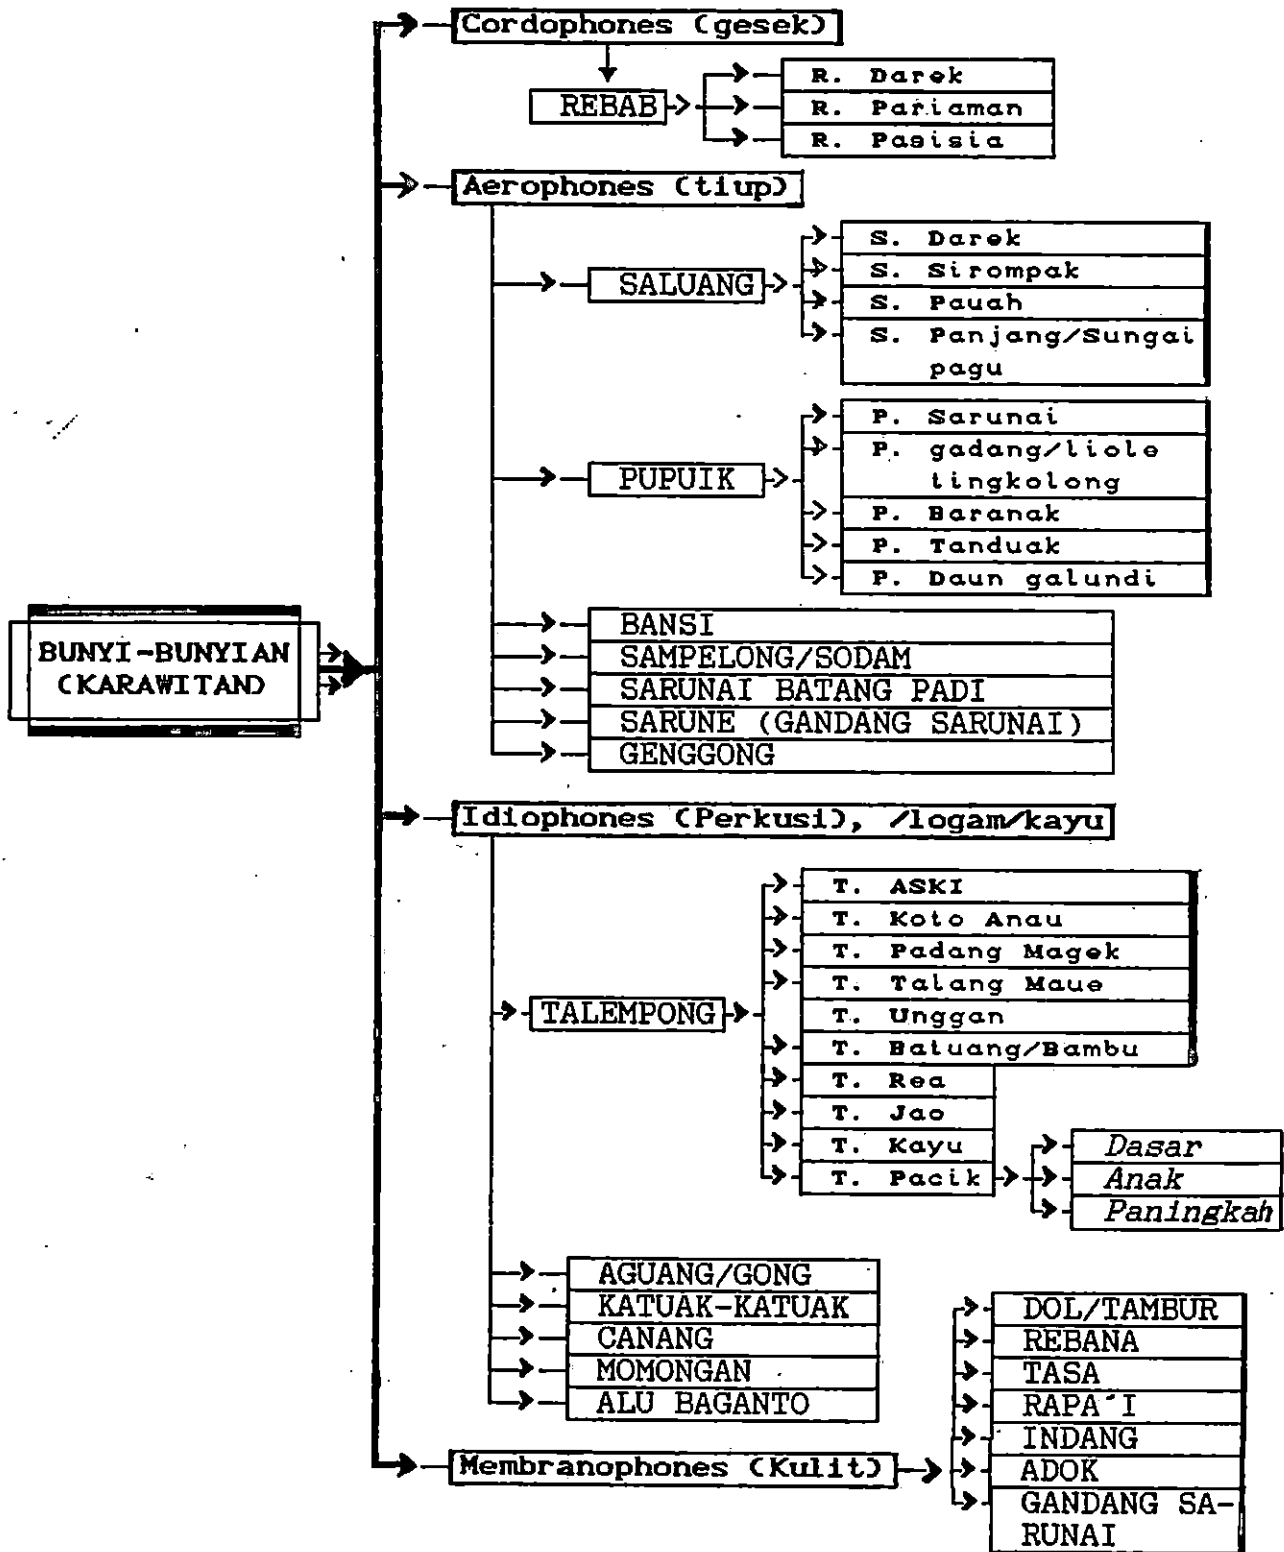 Cordophones (gesek)
REBAB
R. Darek
R. Pariaman
R. Pasisia
Aerophones (tiup)
SALUANG
S. Darek
S. Sirompak
S. Pauah
S. Panjang/Sungai
pagu
PUPUIK
P. Sarunai
P. gadang/liole
tingkolong
P. Baranak
P. Tanduak
P. Daun galundi
BUNYI-BUNYIAN
(KARAWITAN)
BANSI
SAMPELONG/SODAM
SARUNAI BATANG PADI
SARUNE (GANDANG SARUNAI)
GENGGONG
Idiophones (Perkusi), /logam/kayu
TALEMPONG
T. ASKI
T. Koto Anau
T. Padang Magek
T. Talang Maue
T. Unggan
T. Batuang/Bambu
T. Rea
T. Jao
T. Kayu
T. Pacik
Dasar
Anak
Paningkah
AGUANG/GONG
KATUAK-KATUAK
CANANG
MOMONGAN
ALU BAGANTO
Membranophones (Kulit)
DOL/TAMBUR
REBANA
TASA
RAPA'I
INDANG
ADOK
GANDANG SA-
RUNAI